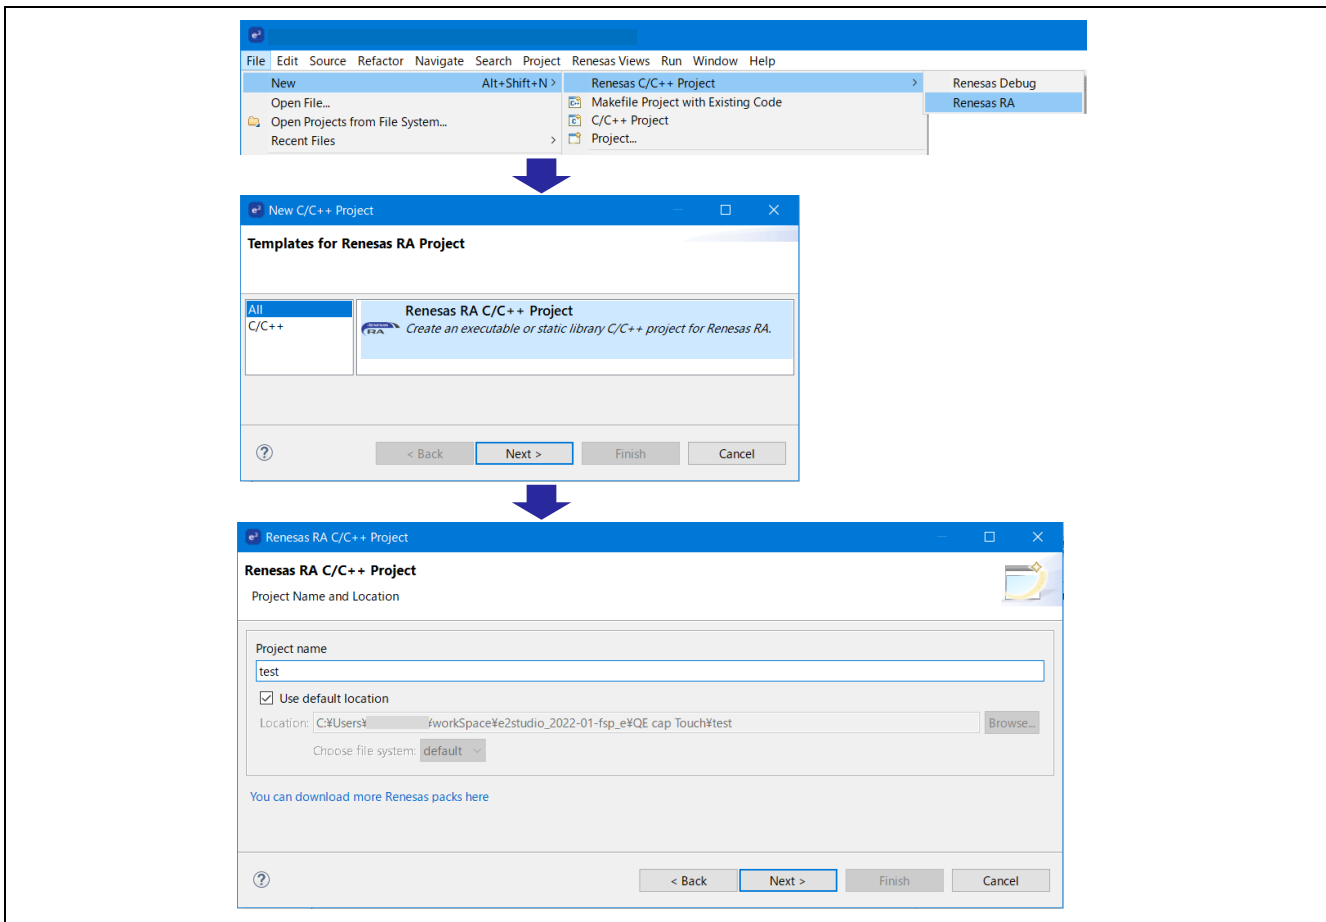 e²
File Edit Source Refactor Navigate Search Project Renesas Views Run Window Help
New Alt+Shift+N > Renesas C/C++ Project > Renesas Debug
Open File... Makefile Project with Existing Code Renesas RA
Open Projects from File System... C/C++ Project
Recent Files > Project...
e² New C/C++ Project
Templates for Renesas RA Project
All
C/C++
Renesas RA C/C++ Project
RA Create an executable or static library C/C++ project for Renesas RA.
? < Back Next > Finish Cancel
e² Renesas RA C/C++ Project
Renesas RA C/C++ Project
Project Name and Location
Project name
test
Use default location
Location: C:¥Users¥ ¥workSpace¥e2studio_2022-01-fsp_e¥QE cap Touch¥test Browse...
Choose file system: default
You can download more Renesas packs here
? < Back Next > Finish Cancel